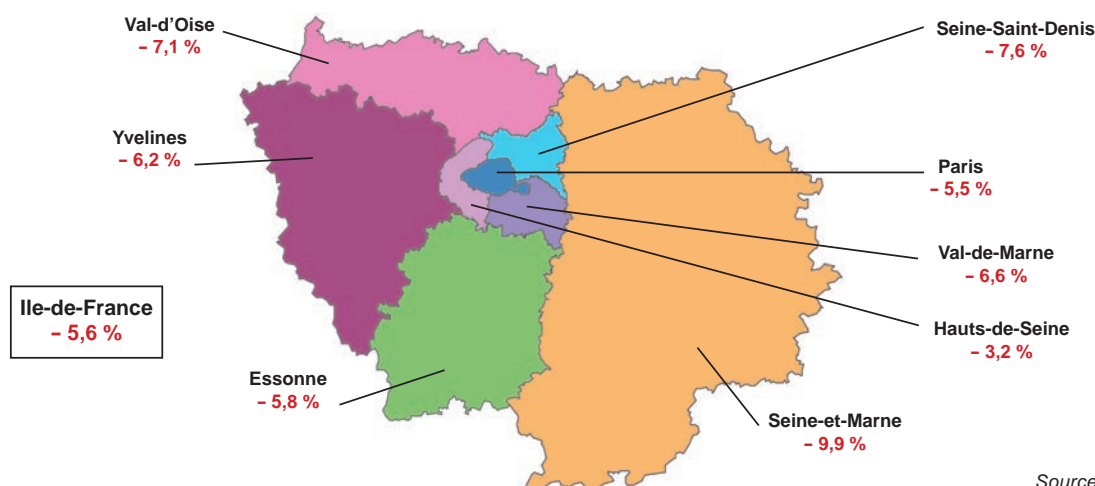 Val-d’Oise
– 7,1 %
Seine-Saint-Denis
– 7,6 %
Yvelines
– 6,2 %
Paris
– 5,5 %
Val-de-Marne
– 6,6 %
Ile-de-France
– 5,6 %
Hauts-de-Seine
– 3,2 %
Essonne
– 5,8 %
Seine-et-Marne
– 9,9 %
Source